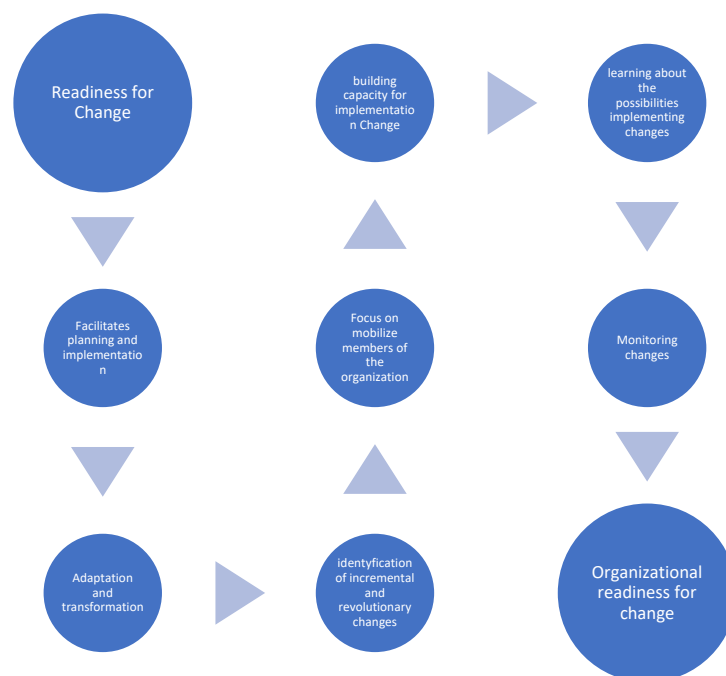 Readiness for
Change
Facilitates
planning and
implementatio
n
Adaptation
and
transformation
identyfication
of incremental
and
revolutionary
changes
Focus on
mobilize
members of
the
organization
building
capacity for
implementatio
n Change
learning about
the
possibilities
implementing
changes
Monitoring
changes
Organizational
readiness for
change